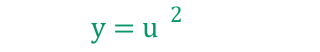 y = u ²